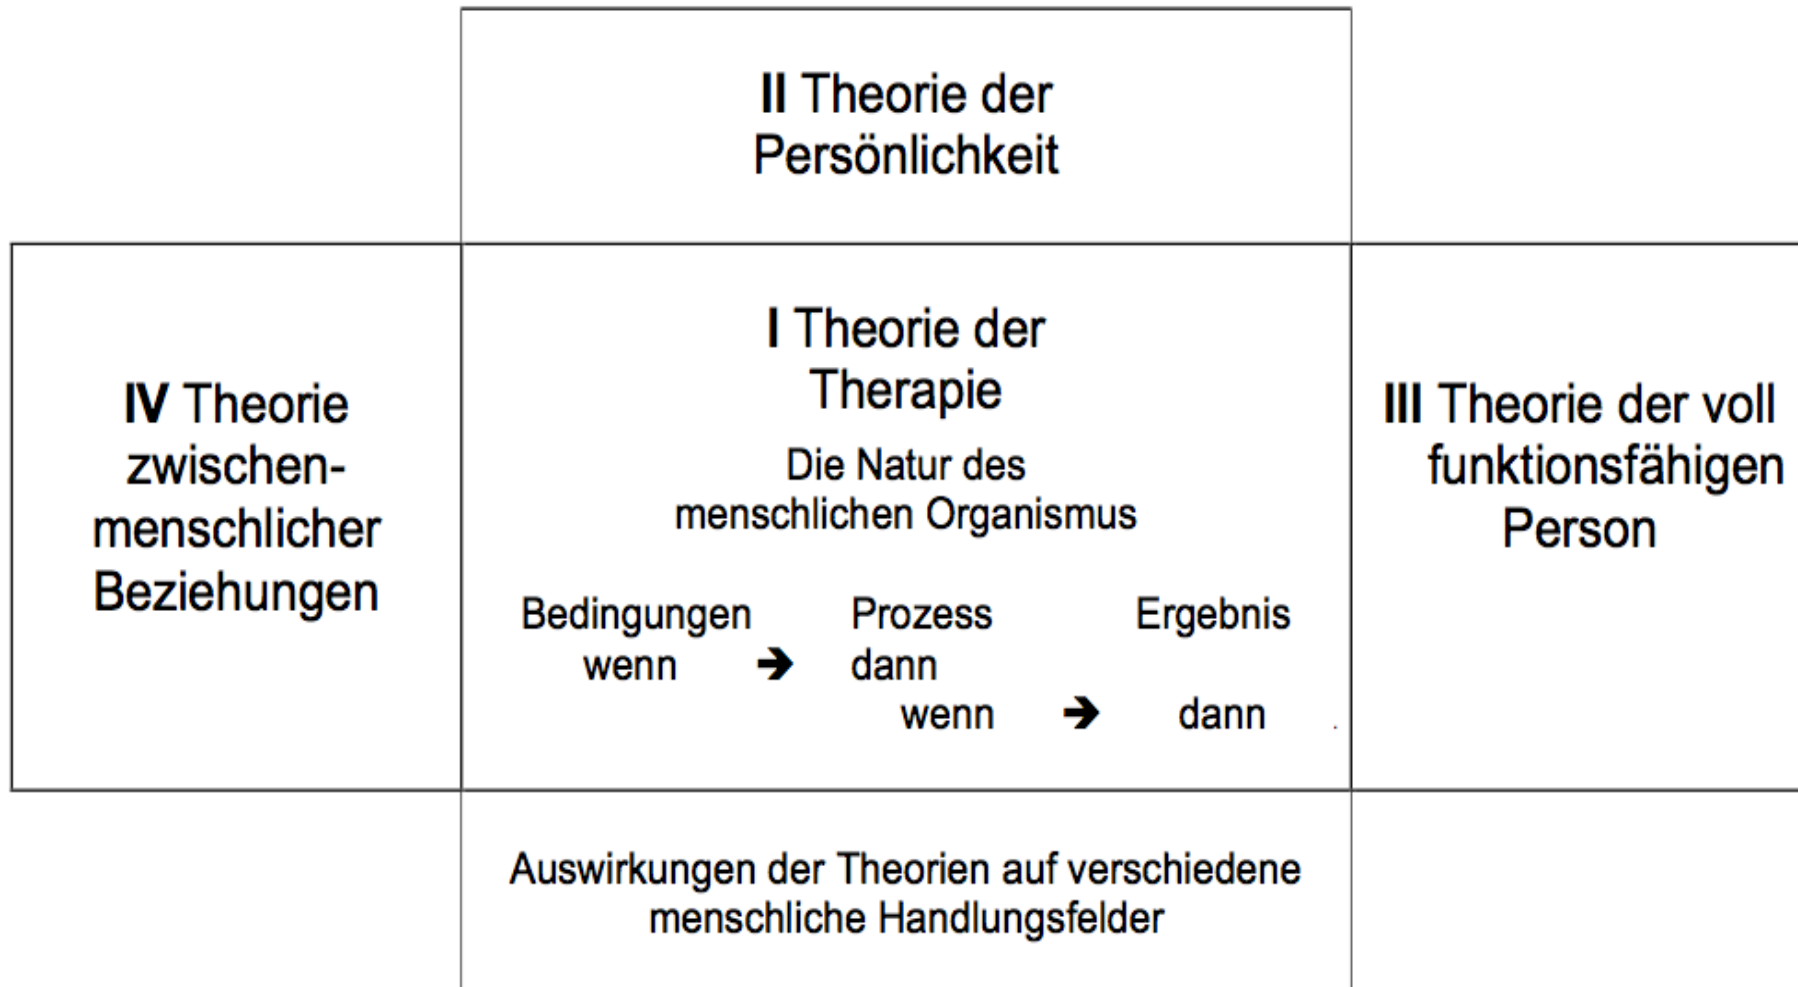 II Theorie der
Persönlichkeit
IV Theorie
zwischen-
menschlicher
Beziehungen
I Theorie der
Therapie
Die Natur des
menschlichen Organismus
Bedingungen Prozess Ergebnis
wenn ➔ dann
wenn ➔ dann .
III Theorie der voll
funktionsfähigen
Person
Auswirkungen der Theorien auf verschiedene
menschliche Handlungsfelder